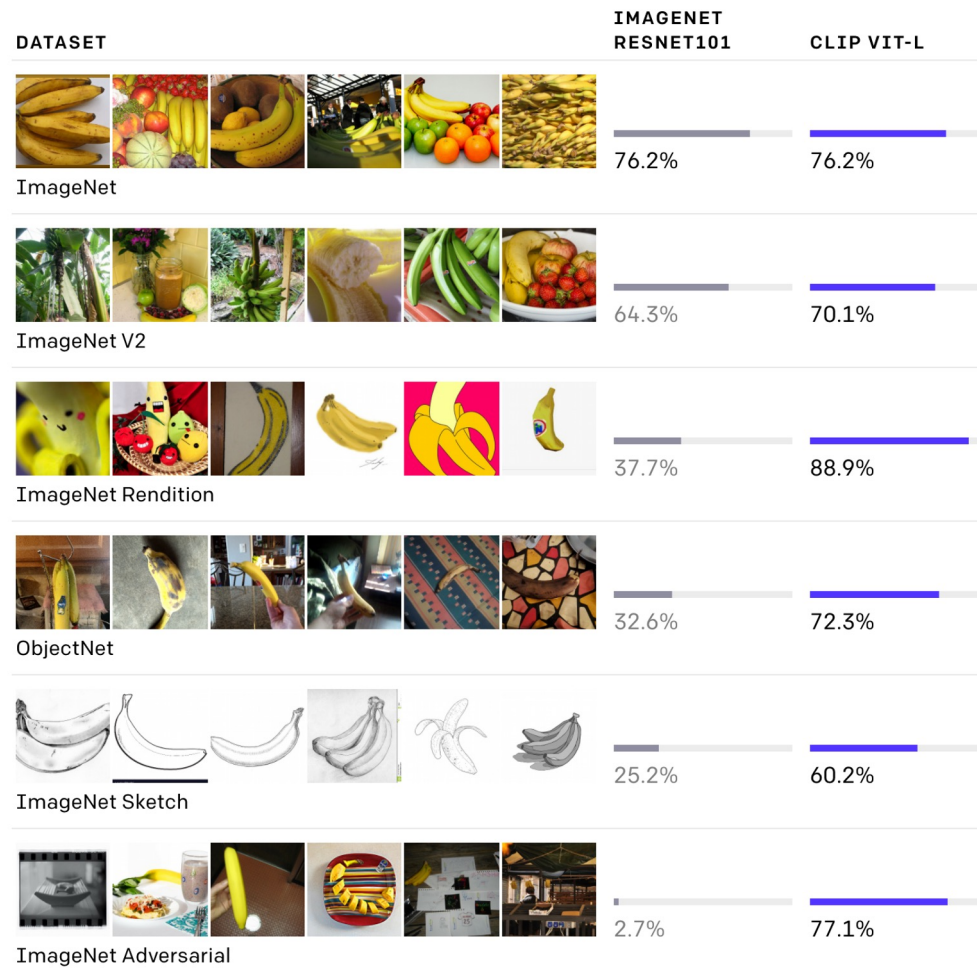 DATASET
IMAGENET
RESNET101
CLIP VIT-L
76.2%
76.2%
ImageNet
64.3%
70.1%
ImageNet V2
37.7%
88.9%
ImageNet Rendition
32.6%
72.3%
ObjectNet
25.2%
60.2%
ImageNet Sketch
2.7%
77.1%
ImageNet Adversarial